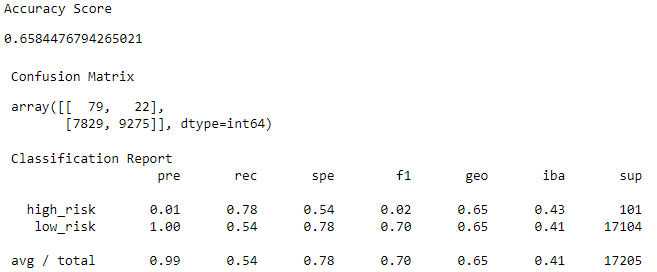 Accuracy Score
0.6584476794265021
Confusion Matrix
array([[  79,   22],
       [7829, 9275]], dtype=int64)
Classification Report
pre rec spe f1 geo iba sup
high_risk 0.01 0.78 0.54 0.02 0.65 0.43 101
low_risk 1.00 0.54 0.78 0.70 0.65 0.41 17104
avg / total 0.99 0.54 0.78 0.70 0.65 0.41 17205